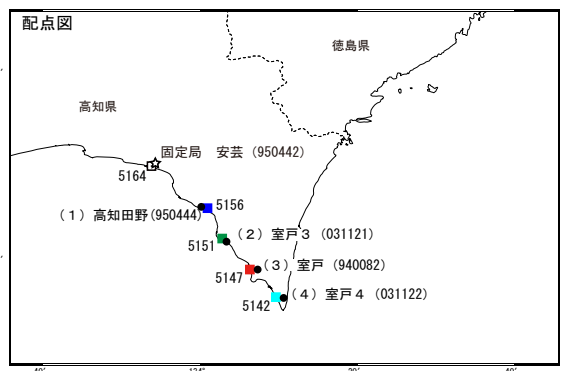 配点図
徳島県
高知県
固定局　安芸（950442）
5164
5156
（１）高知田野(950444)
（２）室戸３（031121）
5151
（３）室戸（940082）
5147
（４）室戸４（031122）
5142